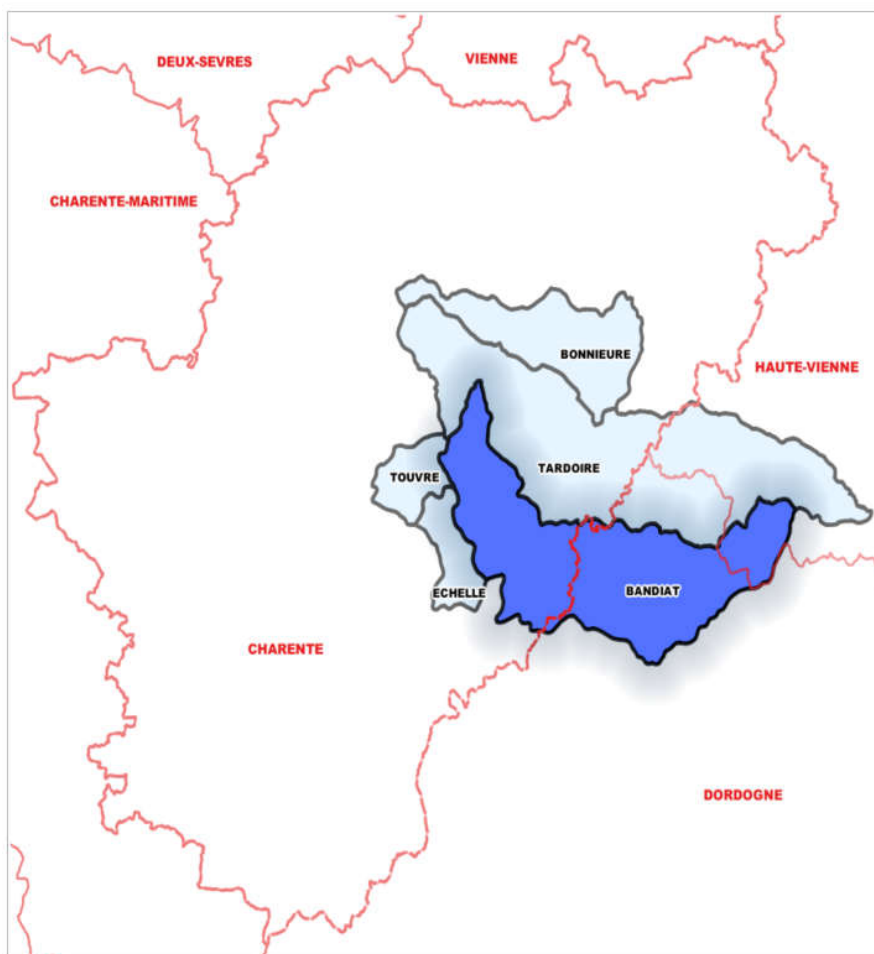 DEUX-SEVRES
VIENNE
CHARENTE-MARITIME
BONNIEURE
HAUTE-VIENNE
TARDOIRE
TOUVRE
ECHELLE
BANDIAT
CHARENTE
DORDOGNE